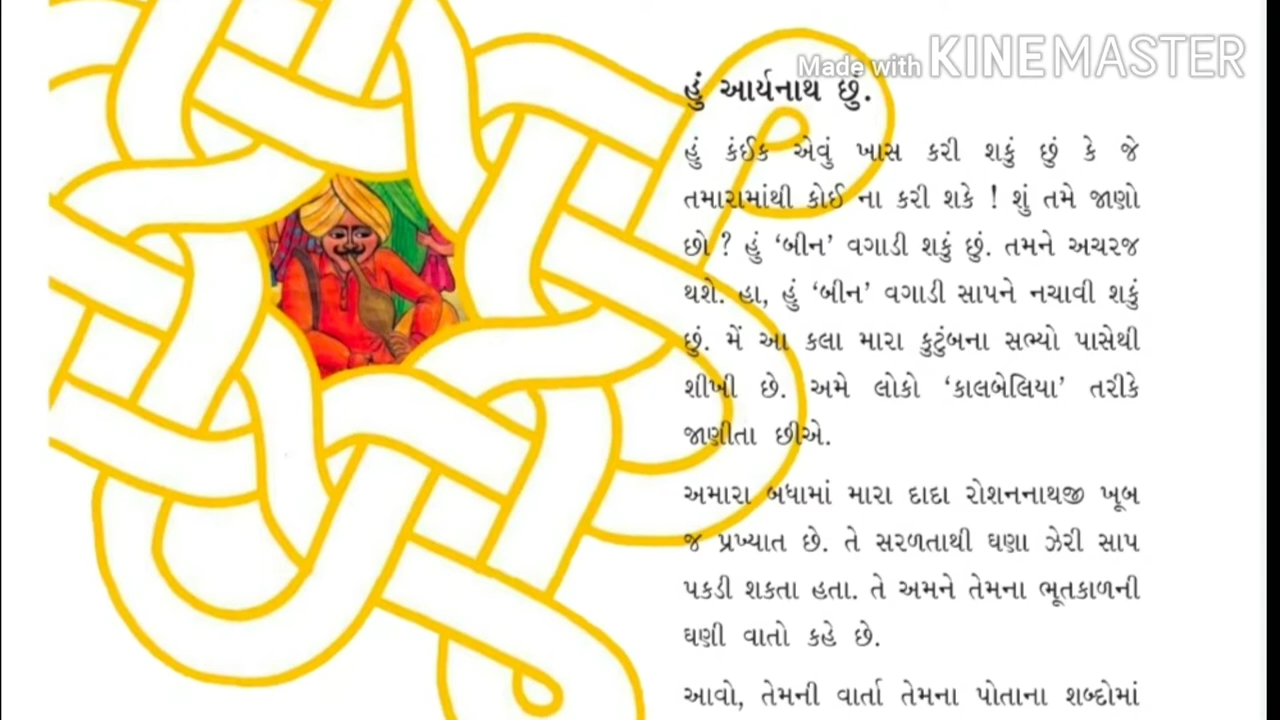 Made with KINEMASTER
હું આર્યનાથ છું.
હું કંઈક એવું ખાસ કરી શકું છું કે જે
તમારામાંથી કોઈ ના કરી શકે ! શું તમે જાણો
છો ? હું ‘બીન’ વગાડી શકું છું. તમને અચરજ
થશે. હા, હું ‘બીન’ વગાડી સાપને નચાવી શકું
છું. મેં આ કલા મારા કુટુંબના સભ્યો પાસેથી
શીખી છે. અમે લોકો ‘કાલબેલિયા’ તરીકે
જાણીતા છીએ.
અમારા બધામાં મારા દાદા રોશનનાથજી ખૂબ
જ પ્રખ્યાત છે. તે સરળતાથી ઘણા ઝેરી સાપ
પકડી શકતા હતા. તે અમને તેમના ભૂતકાળની
ઘણી વાતો કહે છે.
આવો, તેમની વાર્તા તેમના પોતાના શબ્દોમાં